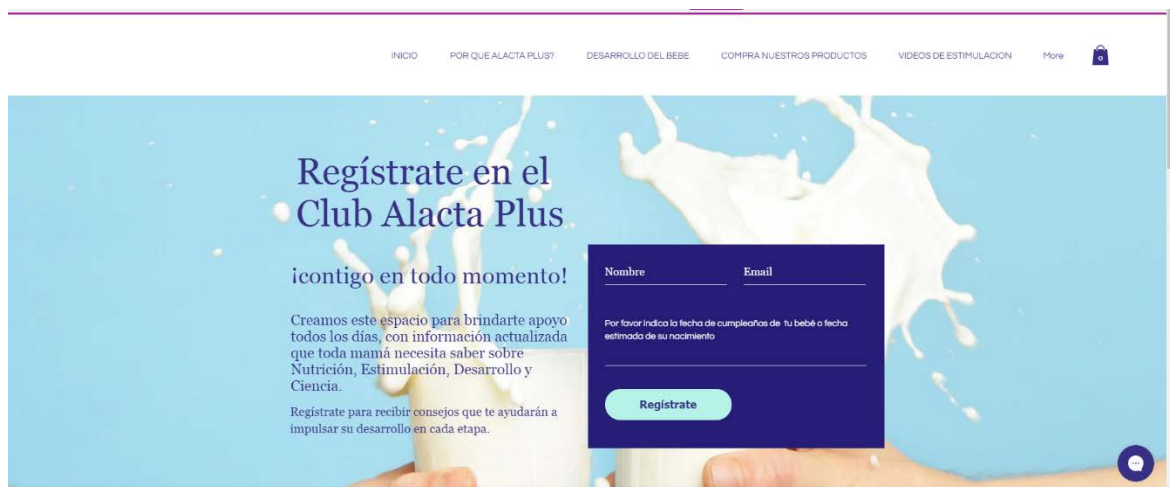 INICIO POR QUE ALACTA PLUS? DESARROLLO DEL BEBE COMPRA NUESTROS PRODUCTOS VIDEOS DE ESTIMULACION More 0
Regístrate en el
Club Alacta Plus
¡contigo en todo momento!
Creamos este espacio para brindarte apoyo
todos los días, con información actualizada
que toda mamá necesita saber sobre
Nutrición, Estimulación, Desarrollo y
Ciencia.
Regístrate para recibir consejos que te ayudarán a
impulsar su desarrollo en cada etapa.
Nombre Email
Por favor indica la fecha de cumpleaños de tu bebé o fecha
estimada de su nacimiento
Regístrate